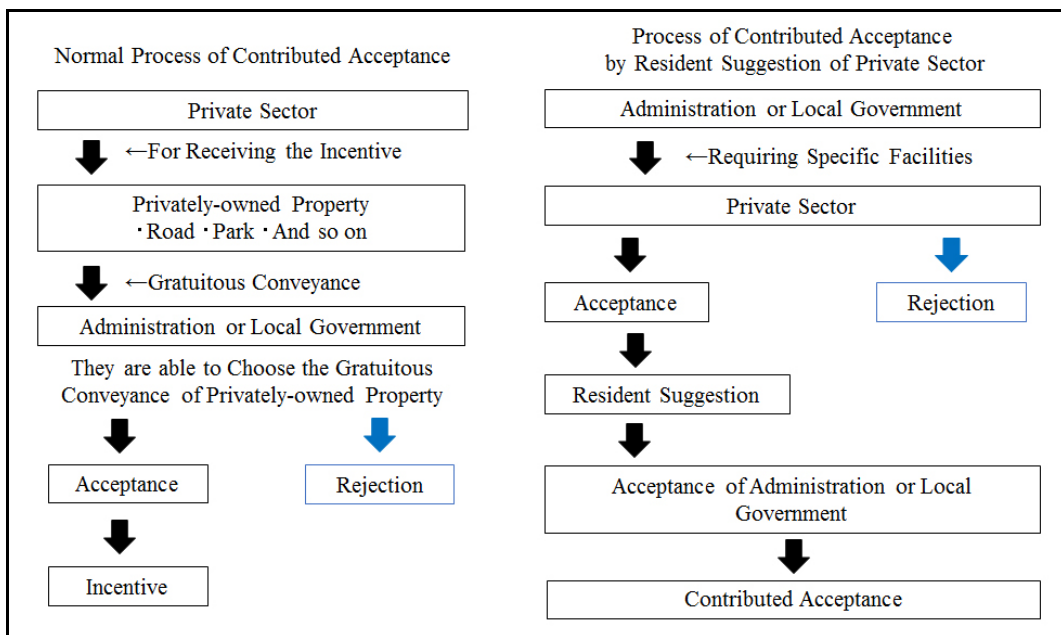 Normal Process of Contributed Acceptance
Private Sector
←For Receiving the Incentive
Privately-owned Property
・Road・Park・And so on
←Gratuitous Conveyance
Administration or Local Government
They are able to Choose the Gratuitous
Conveyance of Privately-owned Property
Acceptance
Rejection
Incentive
Process of Contributed Acceptance
by Resident Suggestion of Private Sector
Administration or Local Government
←Requiring Specific Facilities
Private Sector
Acceptance
Rejection
Resident Suggestion
Acceptance of Administration or Local
Government
Contributed Acceptance